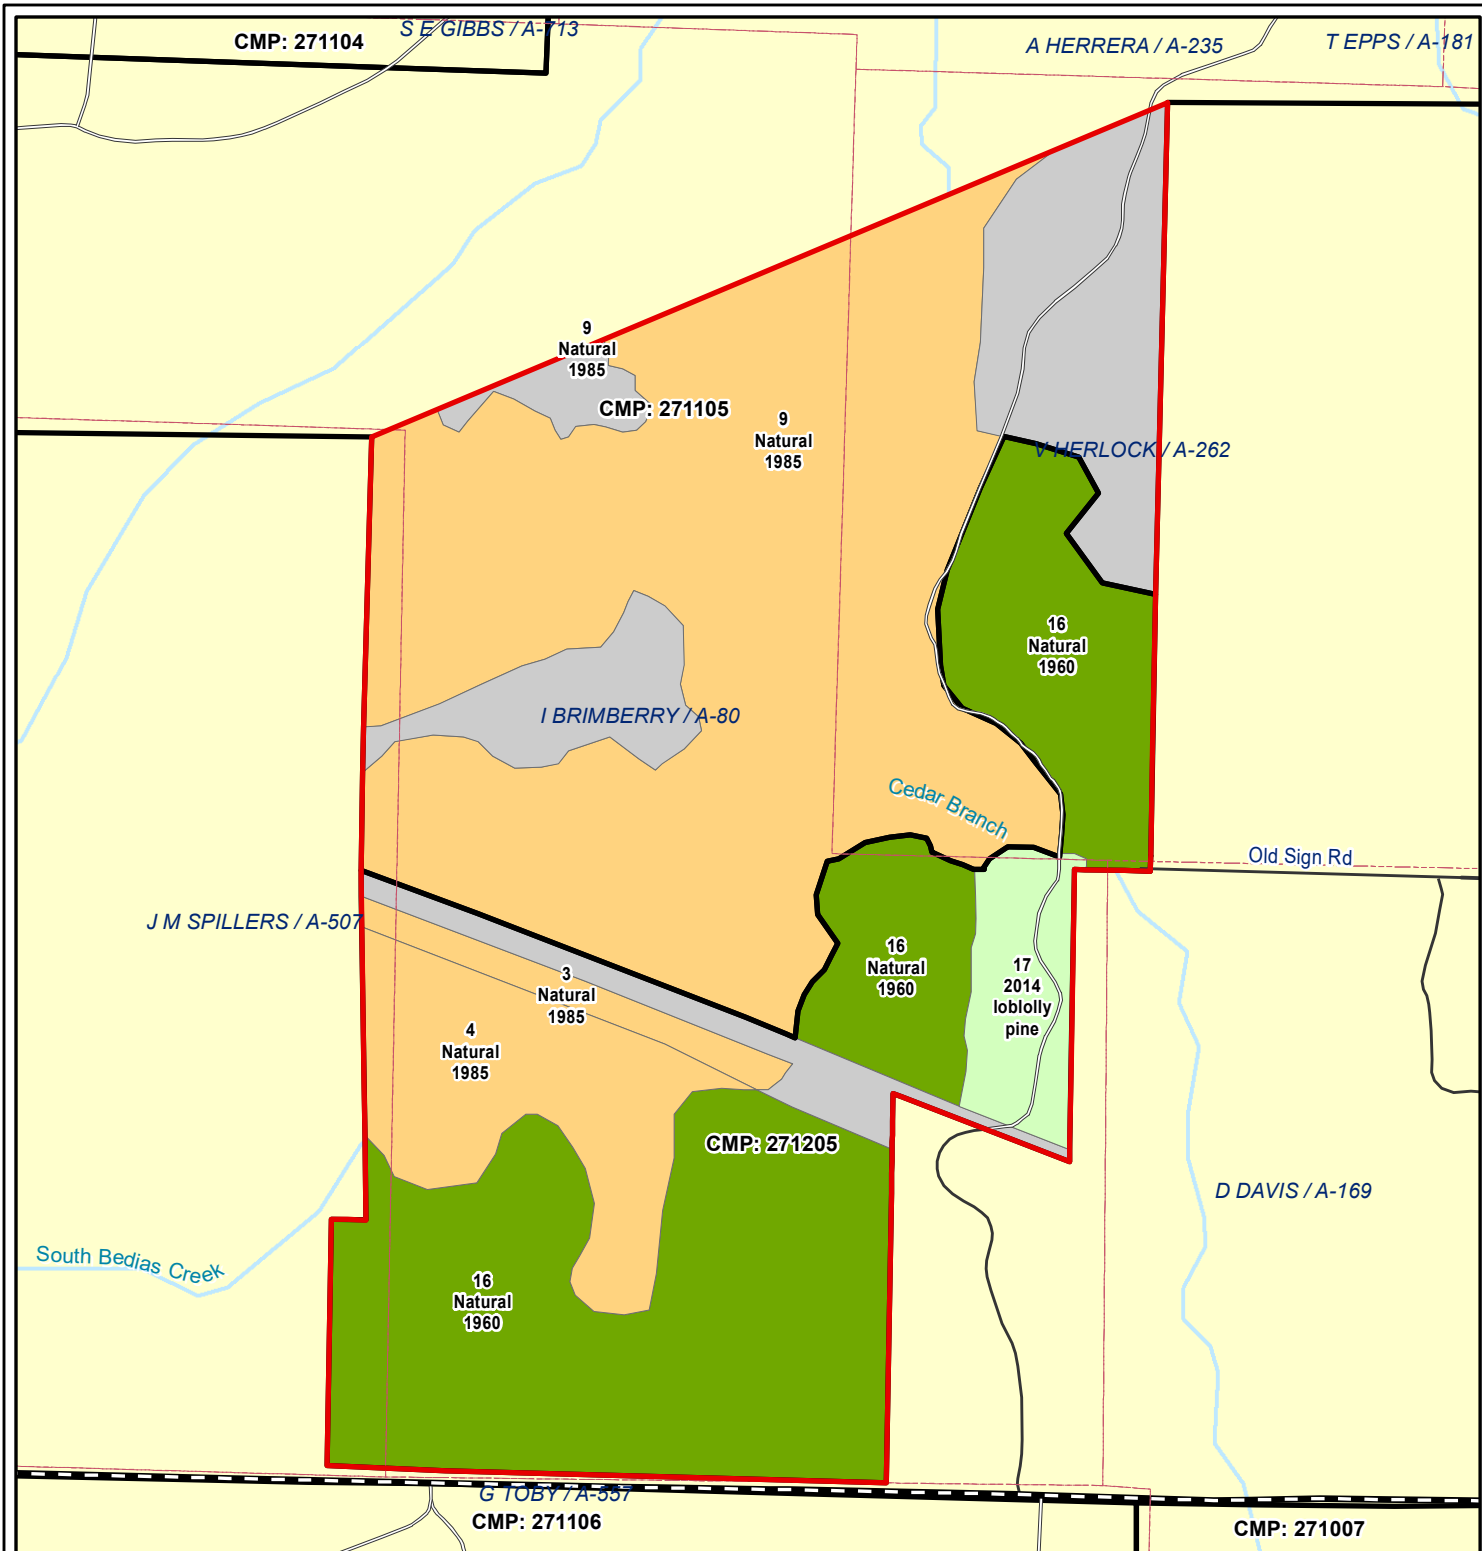 S E GIBBS / A-713
CMP: 271104
A HERRERA / A-235
T EPPS / A-181
9
Natural
1985
CMP: 271105
9
Natural
1985
V HERLOCK / A-262
16
Natural
1960
I BRIMBERRY / A-80
Cedar Branch
Old Sign Rd
J M SPILLERS / A-507
16
Natural
1960
17
2014
loblolly
pine
3
Natural
1985
4
Natural
1985
CMP: 271205
D DAVIS / A-169
South Bedias Creek
16
Natural
1960
G TOBY / A-557
CMP: 271106
CMP: 271007